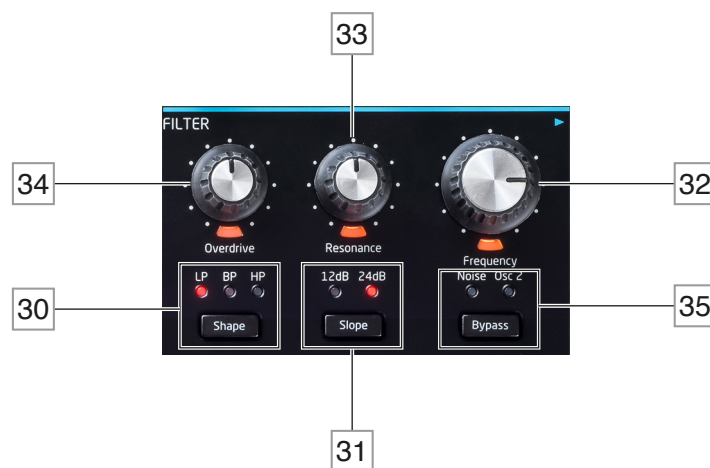 33
FILTER
34
32
Overdrive
Resonance
Frequency
LP BP HP
12dB 24dB
Noise Osc 2
30
35
Shape
Slope
Bypass
31